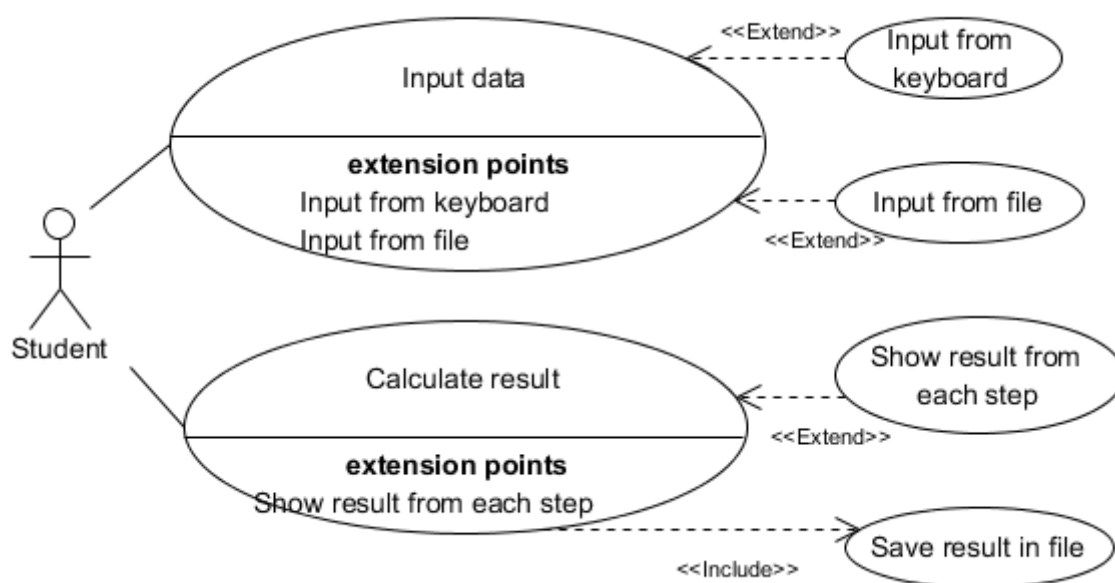 <<Extend>>
Input from
keyboard
Input data
extension points
Input from keyboard
Input from file
Input from file
<<Extend>>
Student
Calculate result
extension points
Show result from each step
Show result from
each step
<<Extend>>
Save result in file
<<Include>>